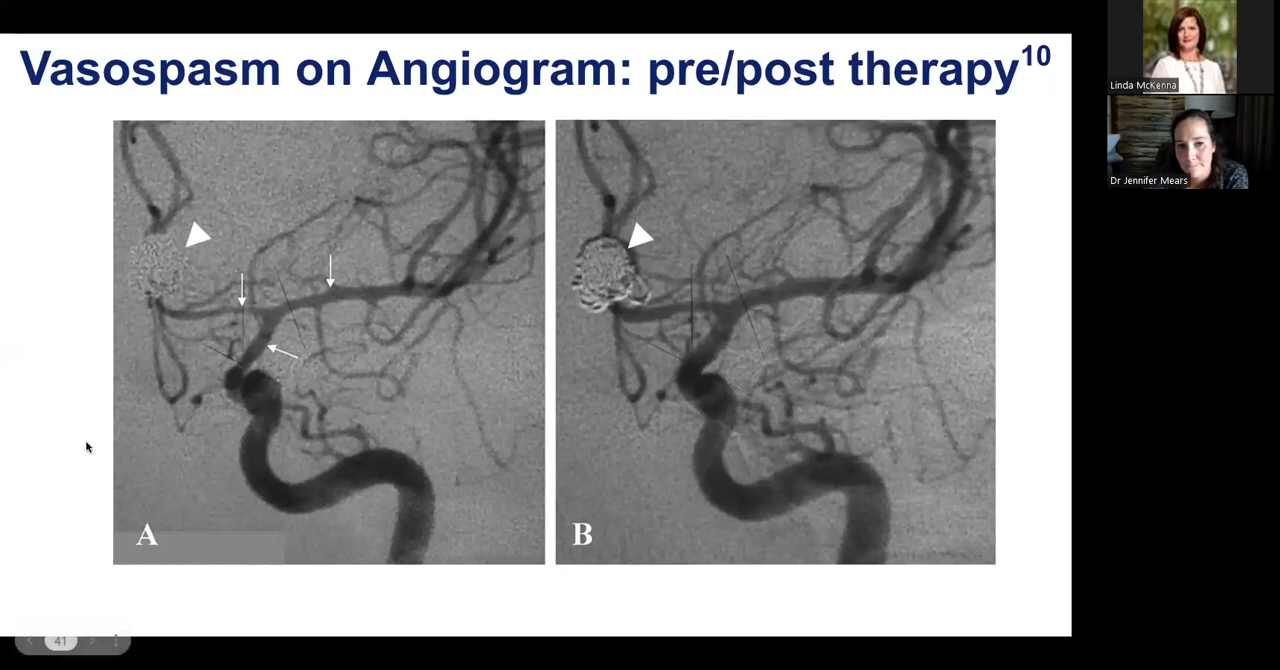 Vasospasm on Angiogram: pre/post therapy10
A
B
41
Linda McKenna
Dr Jennifer Mears